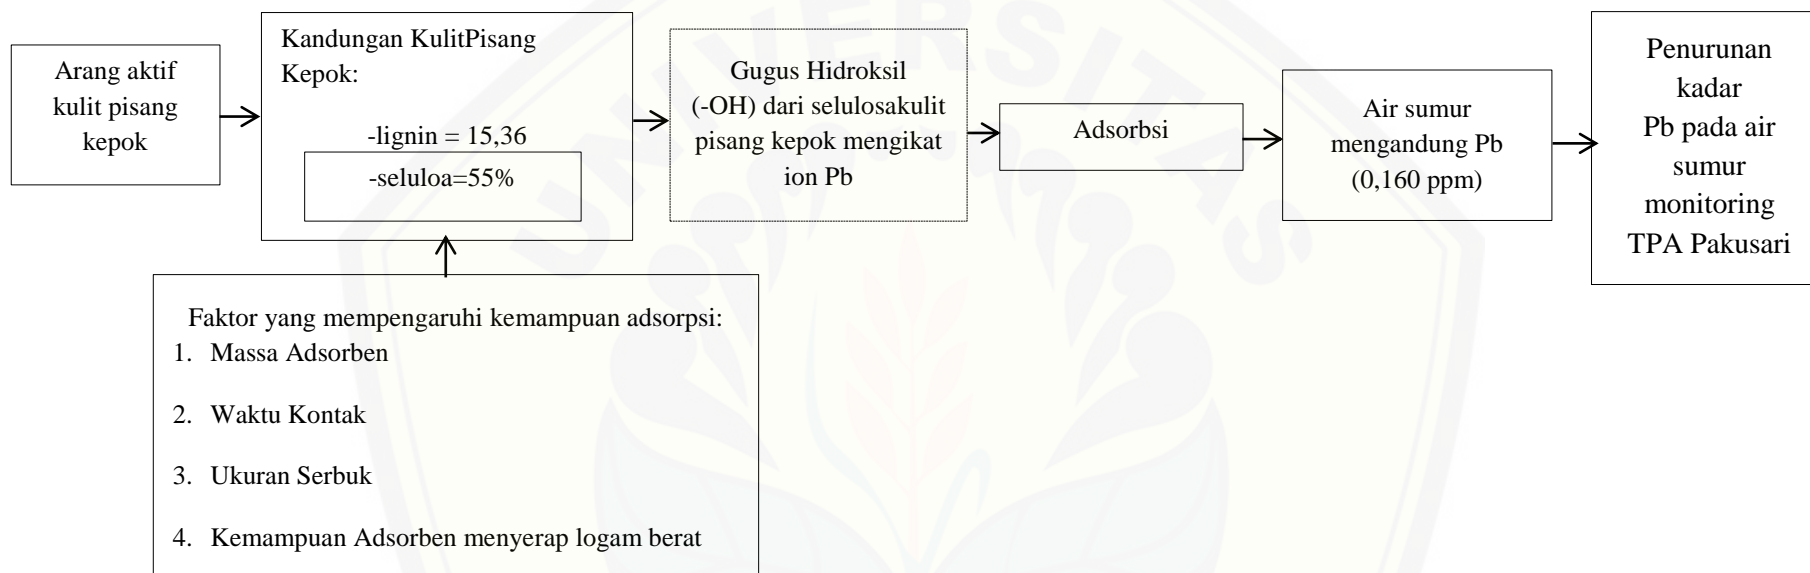 Arang aktif
kulit pisang
kepok
Kandungan KulitPisang
Kepok:
-lignin = 15,36
-seluloa=55%
Gugus Hidroksil
(-OH) dari selulosakulit
pisang kepok mengikat
ion Pb
Adsorbsi
Air sumur
mengandung Pb
(0,160 ppm)
Penurunan
kadar
Pb pada air
sumur
monitoring
TPA Pakusari
Faktor yang mempengaruhi kemampuan adsorpsi:
1. Massa Adsorben
2. Waktu Kontak
3. Ukuran Serbuk
4. Kemampuan Adsorben menyerap logam berat
UNIVERSITAS